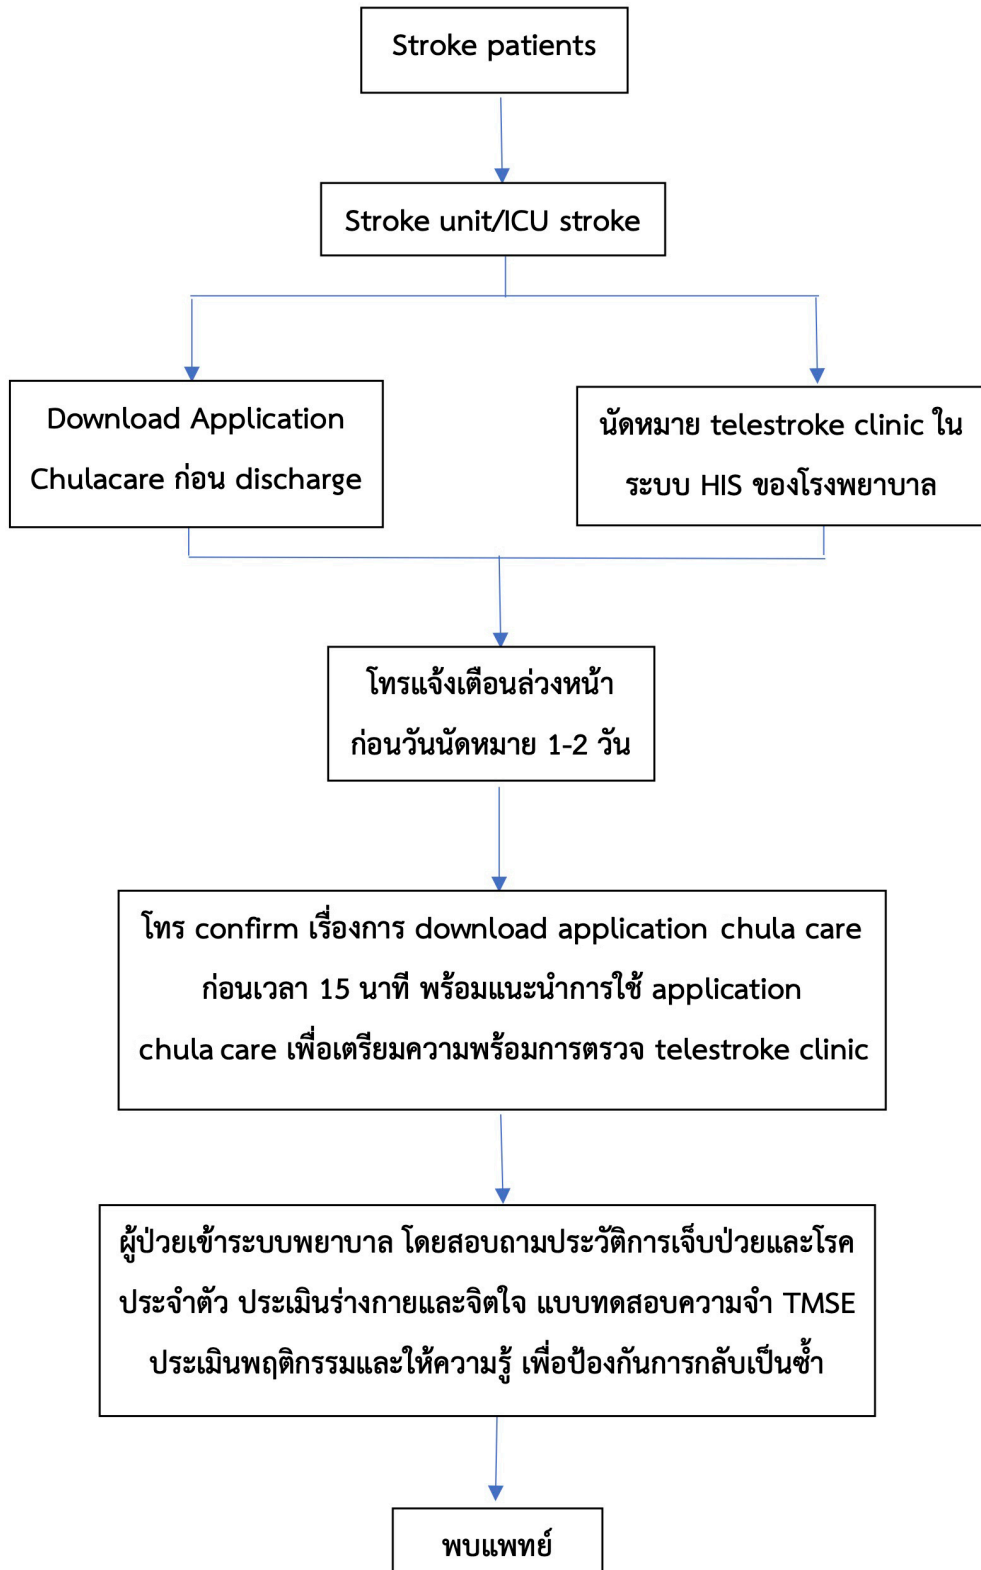 Stroke patients
Stroke unit/ICU stroke
Download Application
Chulacare ก่อน discharge
นัดหมาย telestroke clinic ใน
ระบบ HIS ของโรงพยาบาล
โทรแจ้งเตือนล่วงหน้า
ก่อนวันนัดหมาย 1-2 วัน
โทร confirm เรื่องการ download application chula care
ก่อนเวลา 15 นาที พร้อมแนะนำการใช้ application
chula care เพื่อเตรียมความพร้อมการตรวจ telestroke clinic
ผู้ป่วยเข้าระบบพยาบาล โดยสอบถามประวัติการเจ็บป่วยและโรค
ประจำตัว ประเมินร่างกายและจิตใจ แบบทดสอบความจำ TMSE
ประเมินพฤติกรรมและให้ความรู้ เพื่อป้องกันการกลับเป็นซ้ำ
พบแพทย์